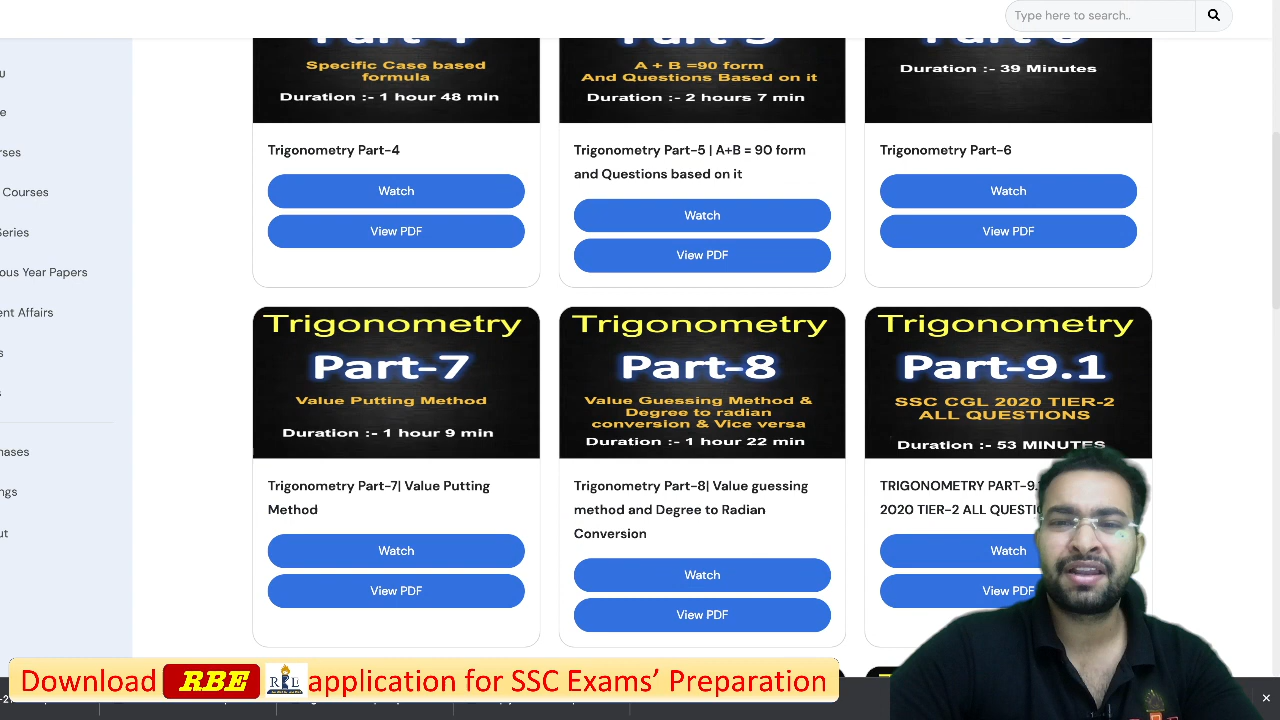 Type here to search..
Specific Case based
formula
Duration :- 1 hour 48 min
A + B =90 form
And Questions Based on it
Duration :- 2 hours 7 min
Duration :- 39 Minutes
Trigonometry Part-4
Watch
View PDF
Trigonometry Part-5 | A+B = 90 form
and Questions based on it
Watch
View PDF
Trigonometry Part-6
Watch
View PDF
rses
Courses
Series
ous Year Papers
ent Affairs
hases
ngs
ut
Trigonometry
Part-7
Value Putting Method
Duration :- 1 hour 9 min
Trigonometry Part-7| Value Putting
Method
Watch
View PDF
Trigonometry
Part-8
Value Guessing Method &
Degree to radian
conversion & Vice versa
Duration :- 1 hour 22 min
Trigonometry Part-8| Value guessing
method and Degree to Radian
Conversion
Watch
View PDF
Trigonometry
Part-9.1
SSC CGL 2020 TIER-2
ALL QUESTIONS
Duration :- 53 MINUTES
TRIGONOMETRY PART-9.
2020 TIER-2 ALL QUESTI
Watch
View PDF
Download RBE RBE application for SSC Exams' Preparation